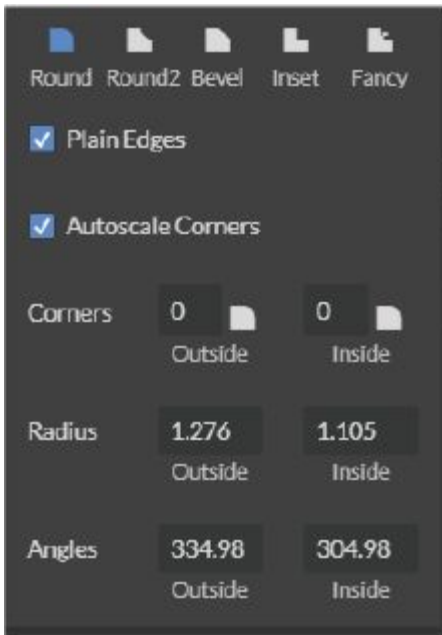 Round Round2 Bevel Inset Fancy
Plain Edges
Autoscale Corners
Corners 0 0
Outside Inside
Radius 1.276 1.105
Outside Inside
Angles 334.98 304.98
Outside Inside